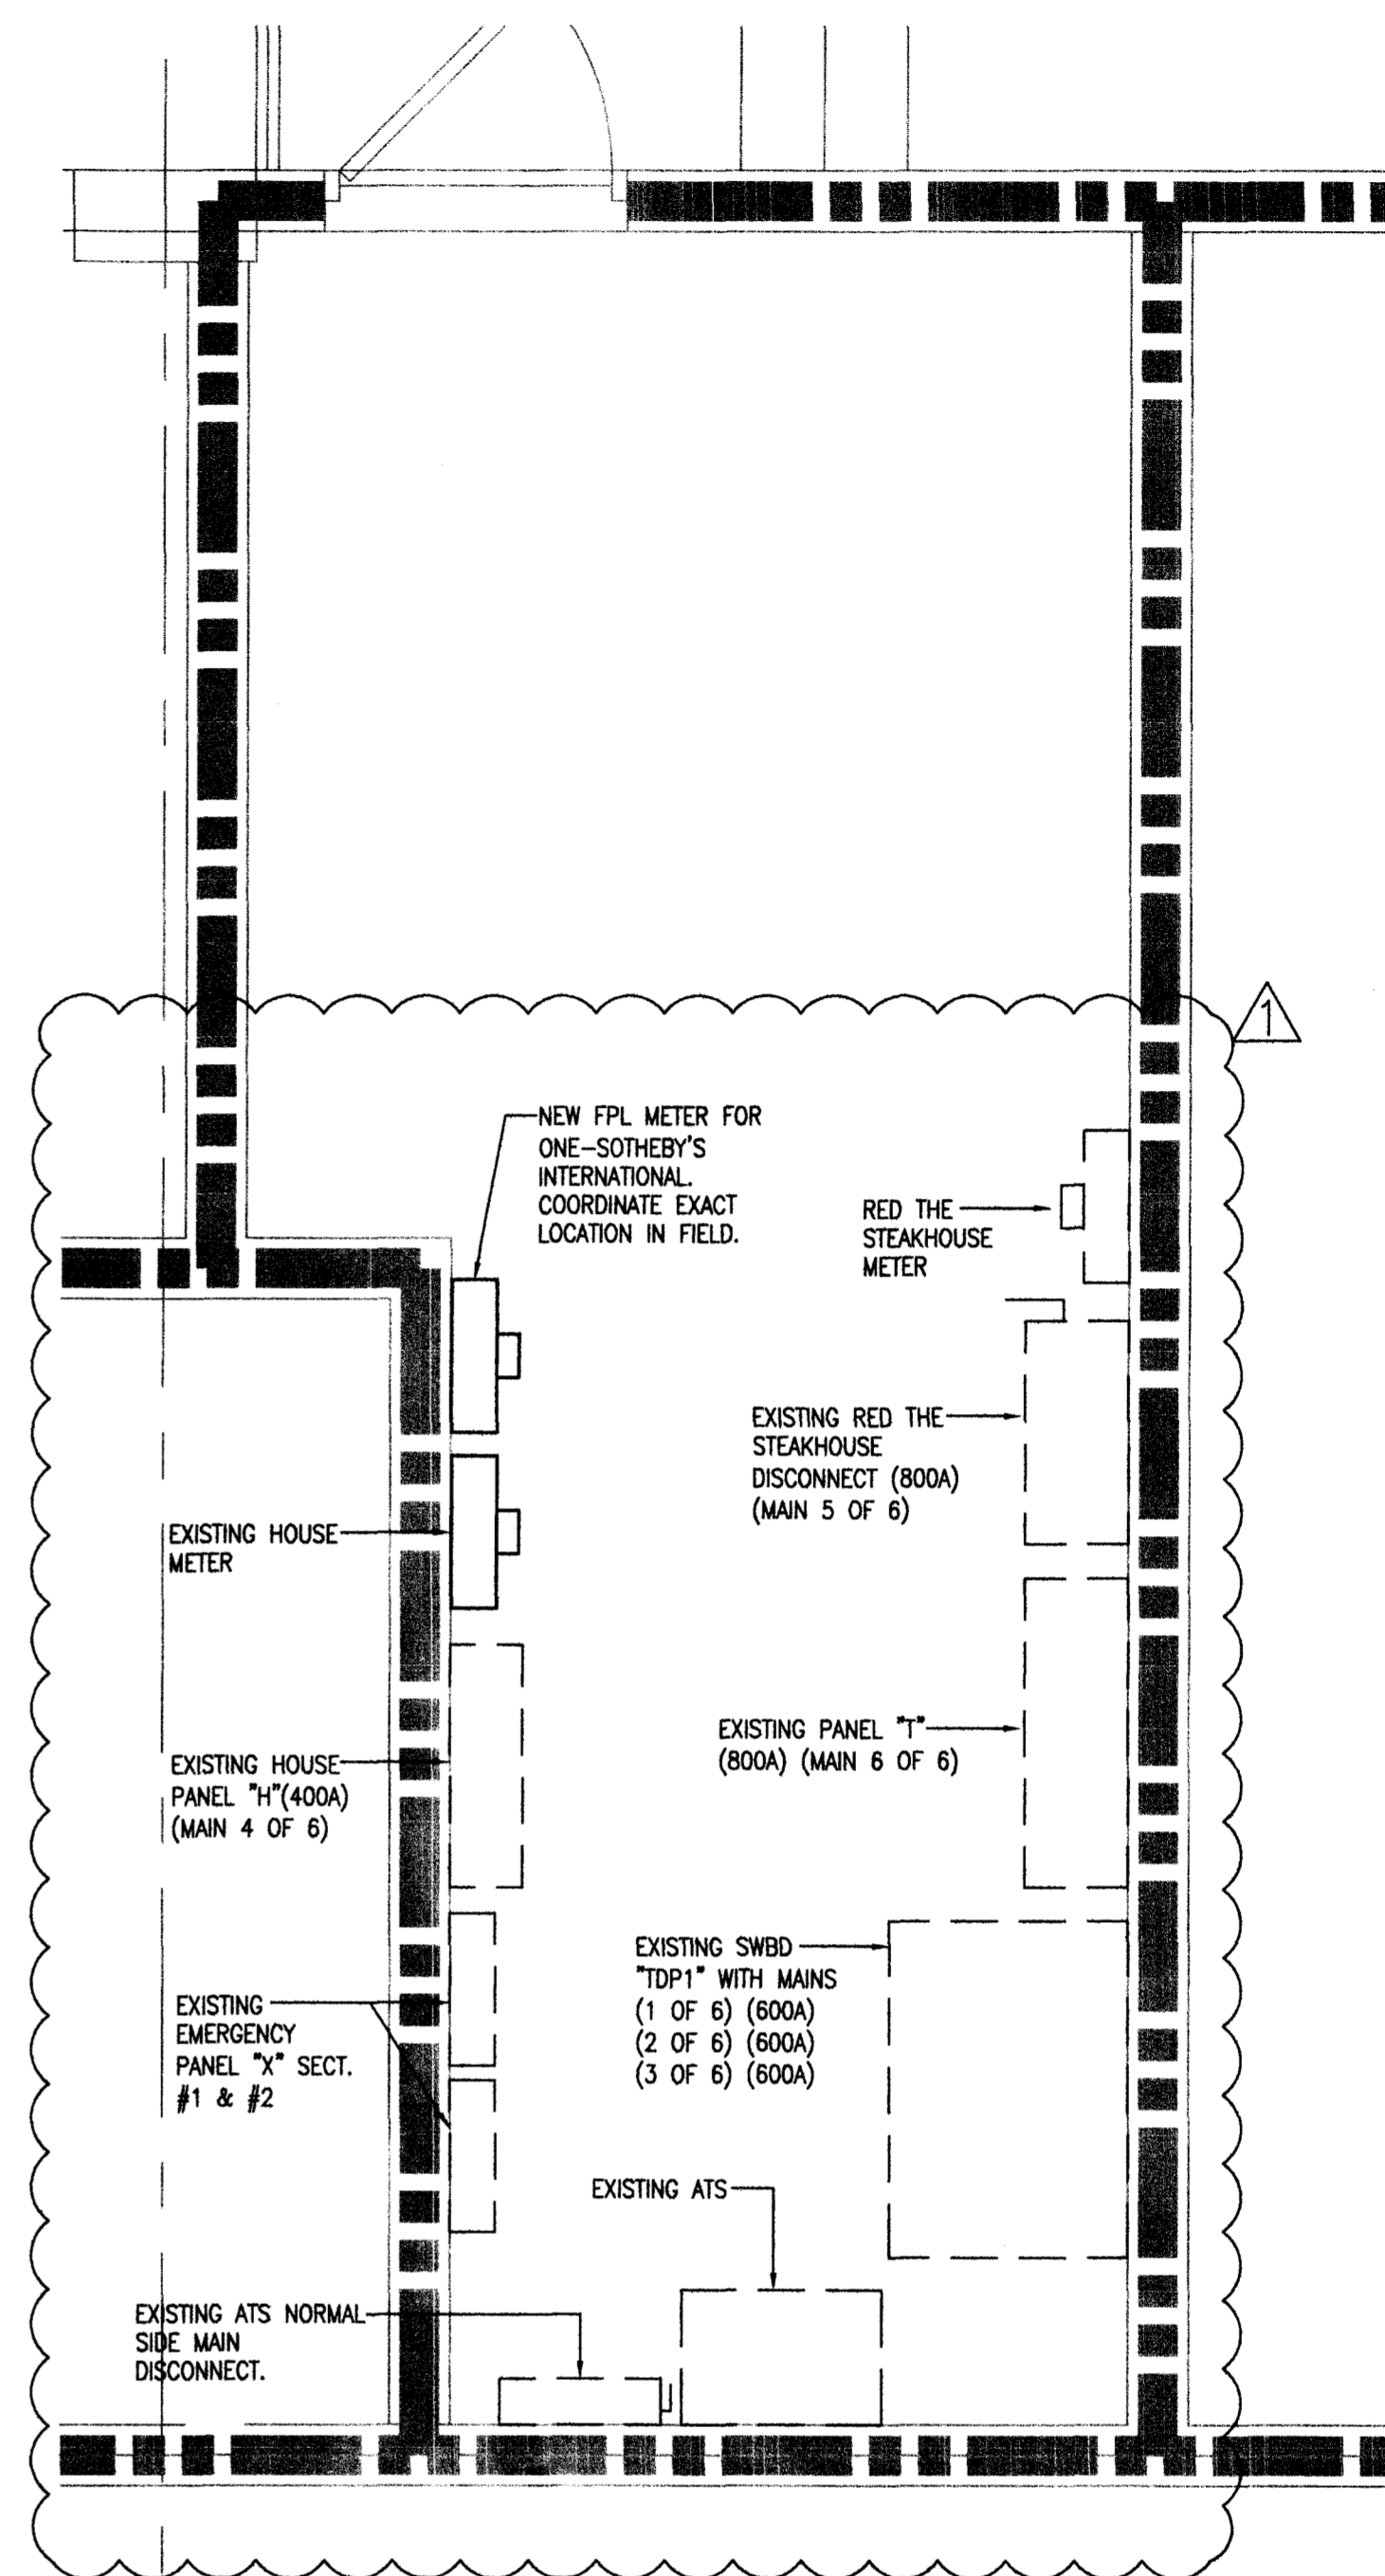 1
NEW FPL METER FOR
ONE-SOTHEBY'S
INTERNATIONAL.
COORDINATE EXACT
LOCATION IN FIELD.
RED THE
STEAKHOUSE
METER
EXISTING RED THE
STEAKHOUSE
DISCONNECT (800A)
(MAIN 5 OF 6)
EXISTING HOUSE
METER
EXISTING PANEL "T"
(800A) (MAIN 6 OF 6)
EXISTING HOUSE
PANEL "H"(400A)
(MAIN 4 OF 6)
EXISTING SWBD
"TDP1" WITH MAINS
(1 OF 6) (600A)
(2 OF 6) (600A)
(3 OF 6) (600A)
EXISTING
EMERGENCY
PANEL "X" SECT.
#1 & #2
EXISTING ATS
EXISTING ATS NORMAL
SIDE MAIN
DISCONNECT.